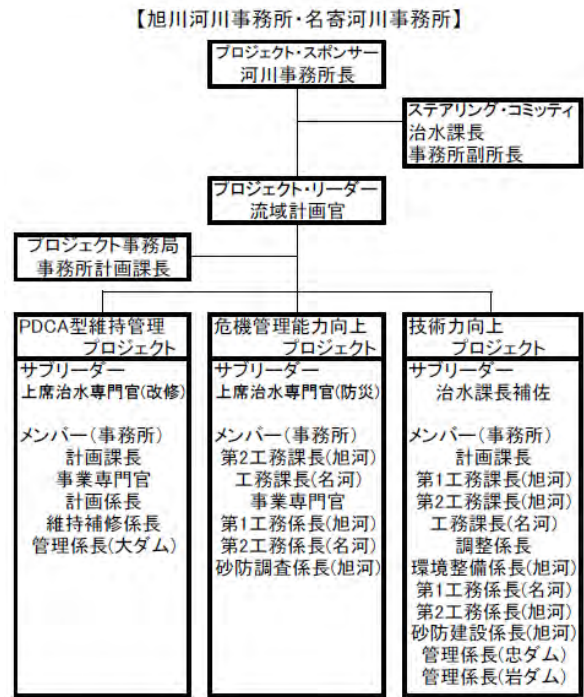 【旭川河川事務所・名寄河川事務所】
プロジェクト・スポンサー
河川事務所長
ステアリング・コミッティ
治水課長
事務所副所長
プロジェクト・リーダー
流域計画官
プロジェクト事務局
事務所計画課長
PDCA型維持管理
プロジェクト
サブリーダー
上席治水専門官(改修)
メンバー(事務所)
計画課長
事業専門官
計画係長
維持補修係長
管理係長(大ダム)
危機管理能力向上
プロジェクト
サブリーダー
上席治水専門官(防災)
メンバー(事務所)
第2工務課長(旭河)
工務課長(名河)
事業専門官
第1工務係長(旭河)
第2工務係長(名河)
砂防調査係長(旭河)
技術力向上
プロジェクト
サブリーダー
治水課長補佐
メンバー(事務所)
計画課長
第1工務課長(旭河)
第2工務課長(旭河)
工務課長(名河)
調整係長
環境整備係長(旭河)
第1工務係長(名河)
第2工務係長(旭河)
砂防建設係長(旭河)
管理係長(忠ダム)
管理係長(岩ダム)